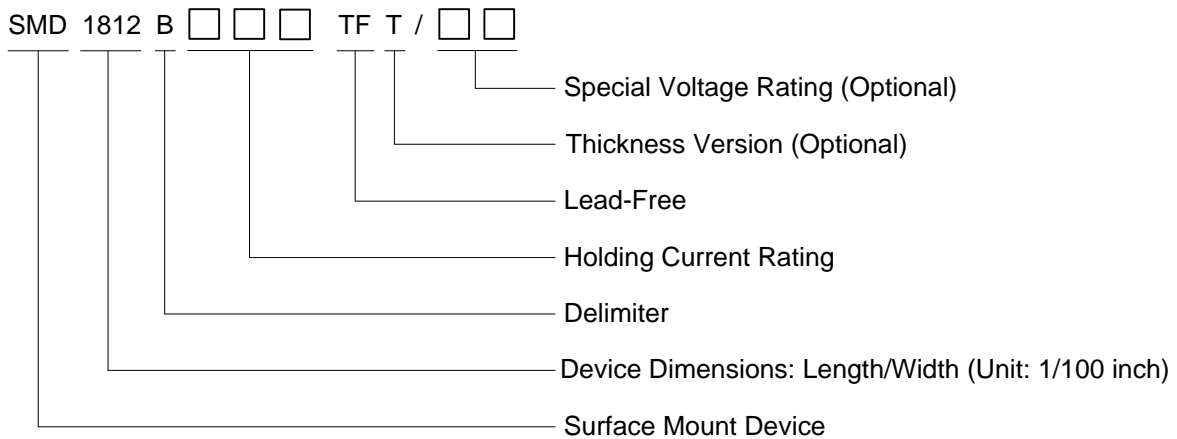 SMD 1812 B □ □ □ TF T / □ □
Special Voltage Rating (Optional)
Thickness Version (Optional)
Lead-Free
Holding Current Rating
Delimiter
Device Dimensions: Length/Width (Unit: 1/100 inch)
Surface Mount Device